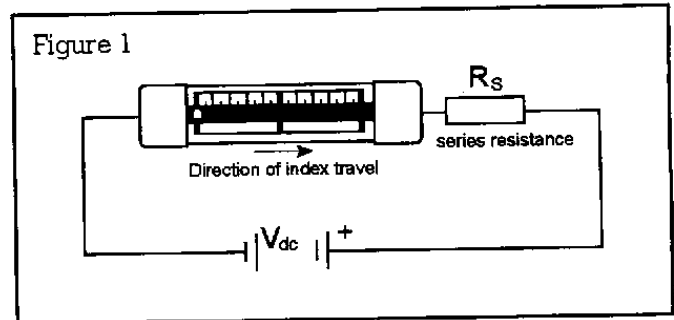 Figure 1
Rs
series resistance
Direction of index travel
Vdc
+